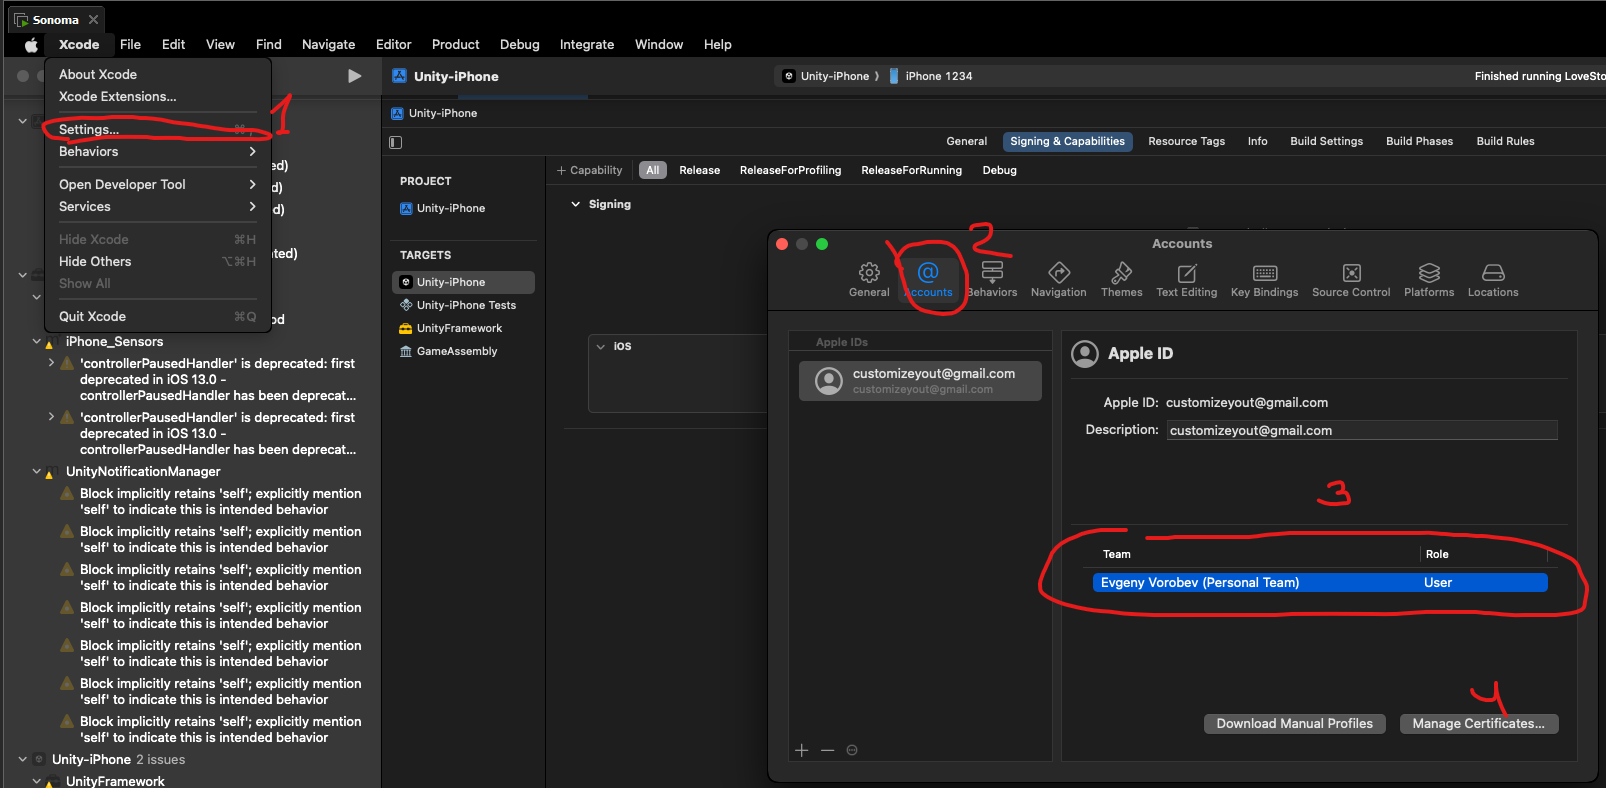 Sonoma
Xcode File Edit View Find Navigate Editor Product Debug Integrate Window Help
About Xcode
Xcode Extensions...
Settings...
Behaviors
Open Developer Tool
Services
Hide Xcode ⌘H
Hide Others ⌥⌘H
Show All
Quit Xcode ⌘Q
1
ed)
d)
d)
ated)
od
iPhone_Sensors
'controllerPausedHandler' is deprecated: first
deprecated in iOS 13.0 -
controllerPausedHandler has been deprecat...
'controllerPausedHandler' is deprecated: first
deprecated in iOS 13.0 -
controllerPausedHandler has been deprecat...
UnityNotificationManager
Block implicitly retains 'self'; explicitly mention
'self' to indicate this is intended behavior
Block implicitly retains 'self'; explicitly mention
'self' to indicate this is intended behavior
Block implicitly retains 'self'; explicitly mention
'self' to indicate this is intended behavior
Block implicitly retains 'self'; explicitly mention
'self' to indicate this is intended behavior
Block implicitly retains 'self'; explicitly mention
'self' to indicate this is intended behavior
Block implicitly retains 'self'; explicitly mention
'self' to indicate this is intended behavior
Block implicitly retains 'self'; explicitly mention
'self' to indicate this is intended behavior
Unity-iPhone 2 issues
UnityFramework
Unity-iPhone
Unity-iPhone iPhone 1234
Finished running LoveSto
Unity-iPhone
General Signing & Capabilities Resource Tags Info Build Settings Build Phases Build Rules
PROJECT
Unity-iPhone
TARGETS
Unity-iPhone
Unity-iPhone Tests
UnityFramework
GameAssembly
+ Capability All Release ReleaseForProfiling ReleaseForRunning Debug
Signing
iOS
2
Accounts
General Accounts Behaviors Navigation Themes Text Editing Key Bindings Source Control Platforms Locations
Apple IDs
customizeyout@gmail.com
customizeyout@gmail.com
Apple ID
Apple ID: customizeyout@gmail.com
Description: customizeyout@gmail.com
3
Team Role
Evgeny Vorobev (Personal Team) User
4
Download Manual Profiles Manage Certificates...